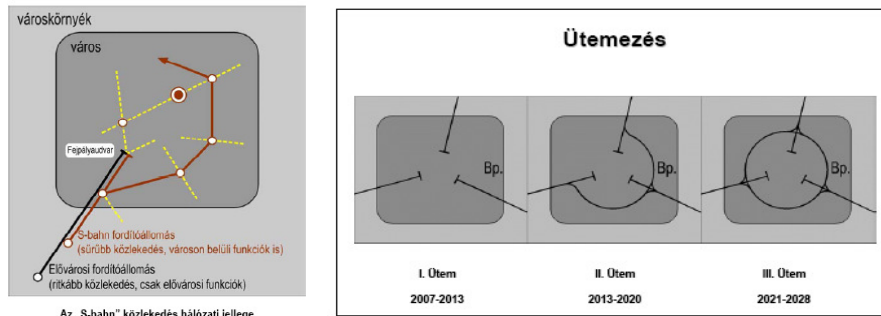 városkörnyék
város
Fejpályaudvar
S-bahn fordítóállomás
(sűrűbb közlekedés, városon belüli funkciók is)
Elővárosi fordítóállomás
(ritkább közlekedés, csak elővárosi funkciók)
Az „S-bahn” közlekedés hálózati jellege
Ütemezés
Bp.
Bp.
Bp.
I. Ütem
II. Ütem
III. Ütem
2007-2013
2013-2020
2021-2028